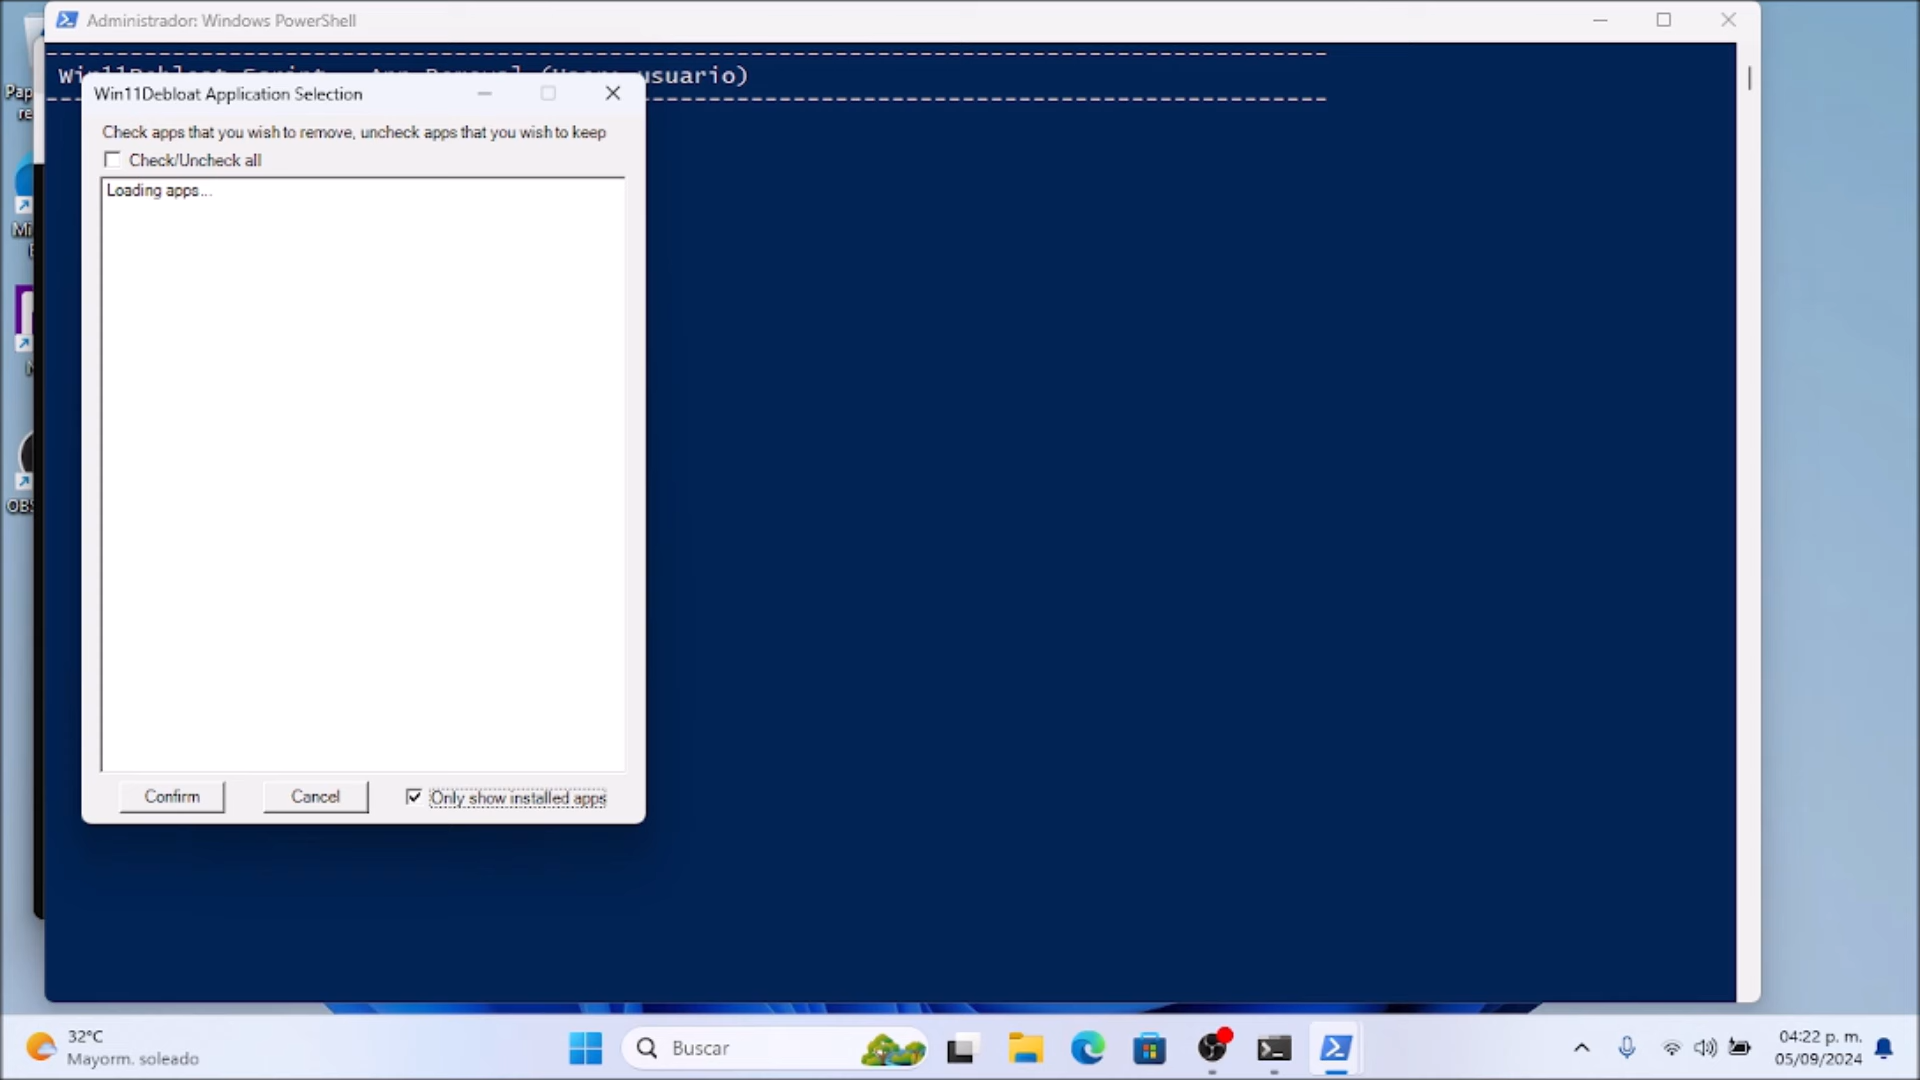 Administrador: Windows PowerShell
(User: usuario)
Win11Debloat Application Selection
Check apps that you wish to remove, uncheck apps that you wish to keep
Check/Uncheck all
Loading apps...
Confirm
Cancel
Only show installed apps
32°C
Mayorm. soleado
Buscar
04:22 p. m.
05/09/2024